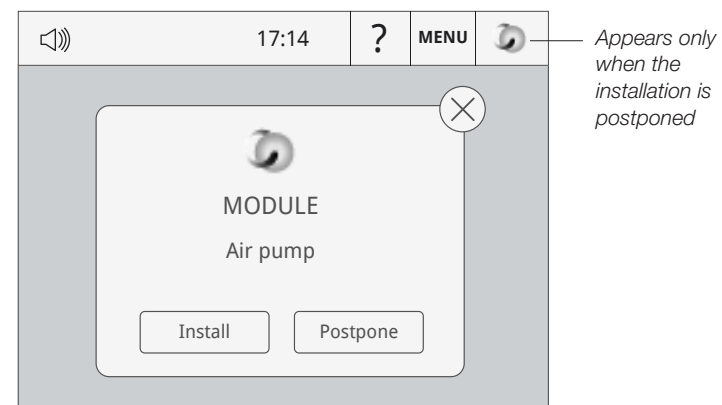 17:14 ? MENU
Appears only
when the
installation is
postponed
MODULE
Air pump
Install Postpone